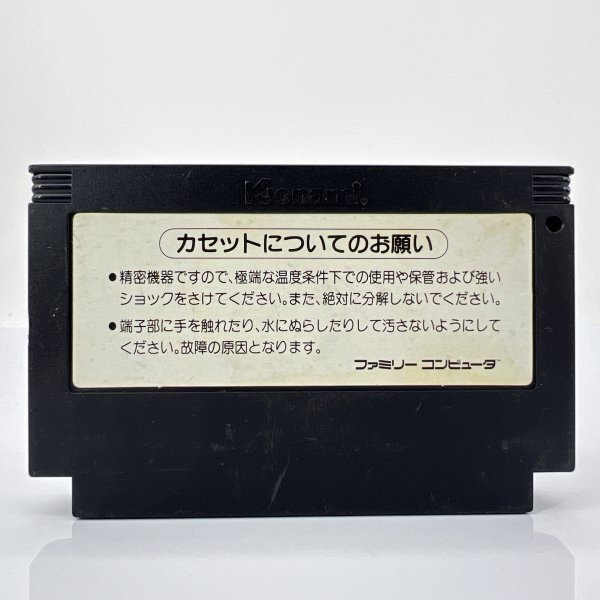 Konami
カセットについてのお願い
●精密機器ですので、極端な温度条件下での使用や保管および強い
ショックをさけてください。また、絶対に分解しないでください。
●端子部に手を触れたり、水にぬらしたりして汚さないようにして
ください。故障の原因となります。
ファミリーコンピュータ™